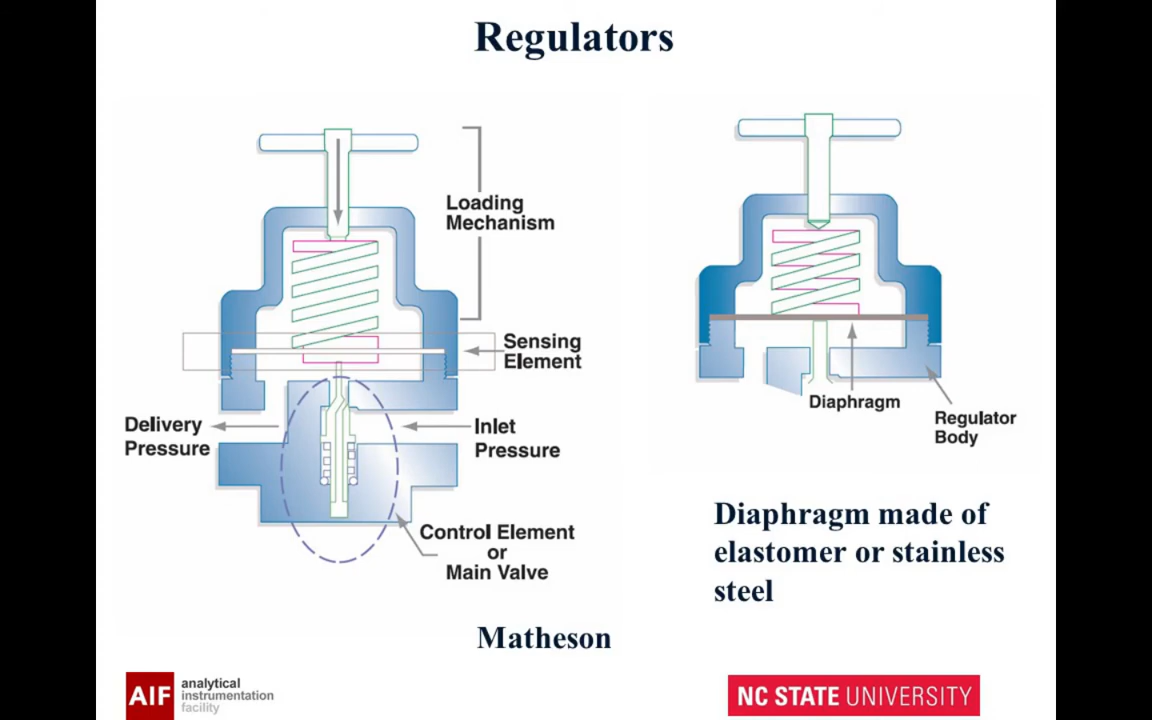 Regulators
Loading
Mechanism
Sensing
Element
Delivery
Pressure
Inlet
Pressure
Control Element
or
Main Valve
Diaphragm
Regulator
Body
Diaphragm made of
elastomer or stainless
steel
Matheson
AIF analytical
instrumentation
facility
NC STATE UNIVERSITY